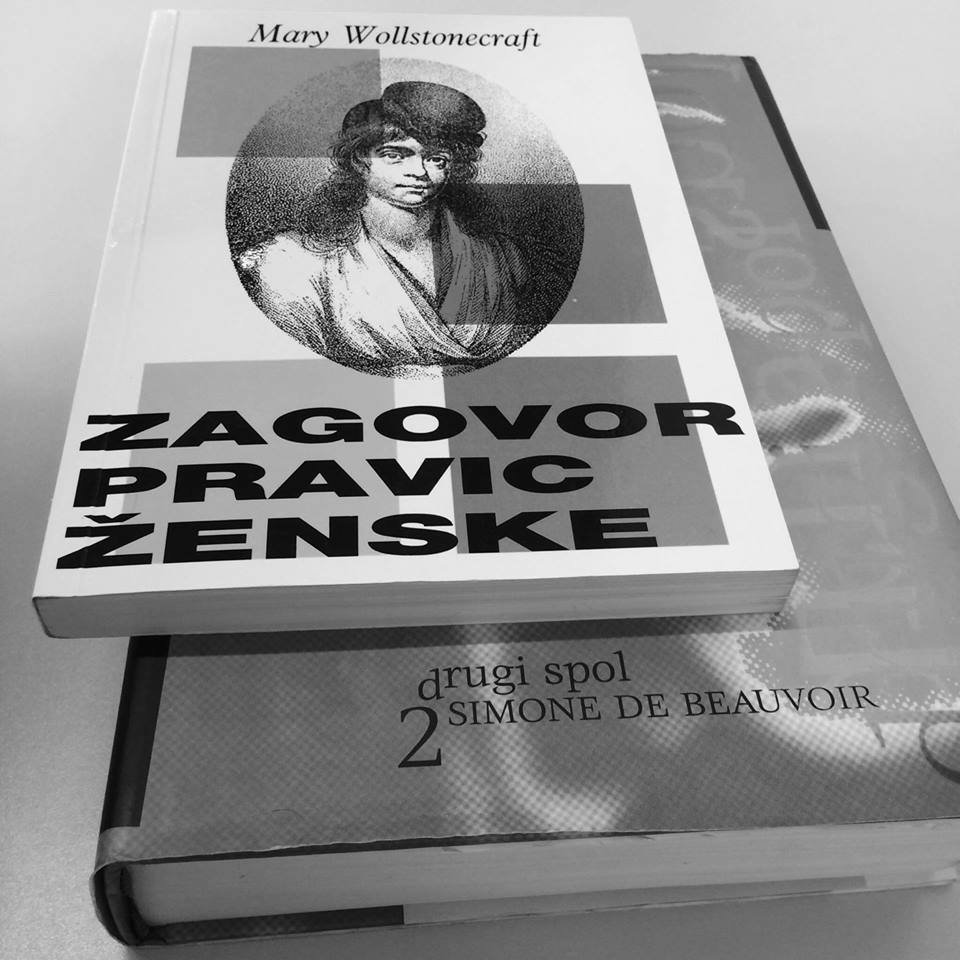 Mary Wollstonecraft
ZAGOVOR
PRAVIC
ŽENSKE
drugi spol
2 SIMONE DE BEAUVOIR